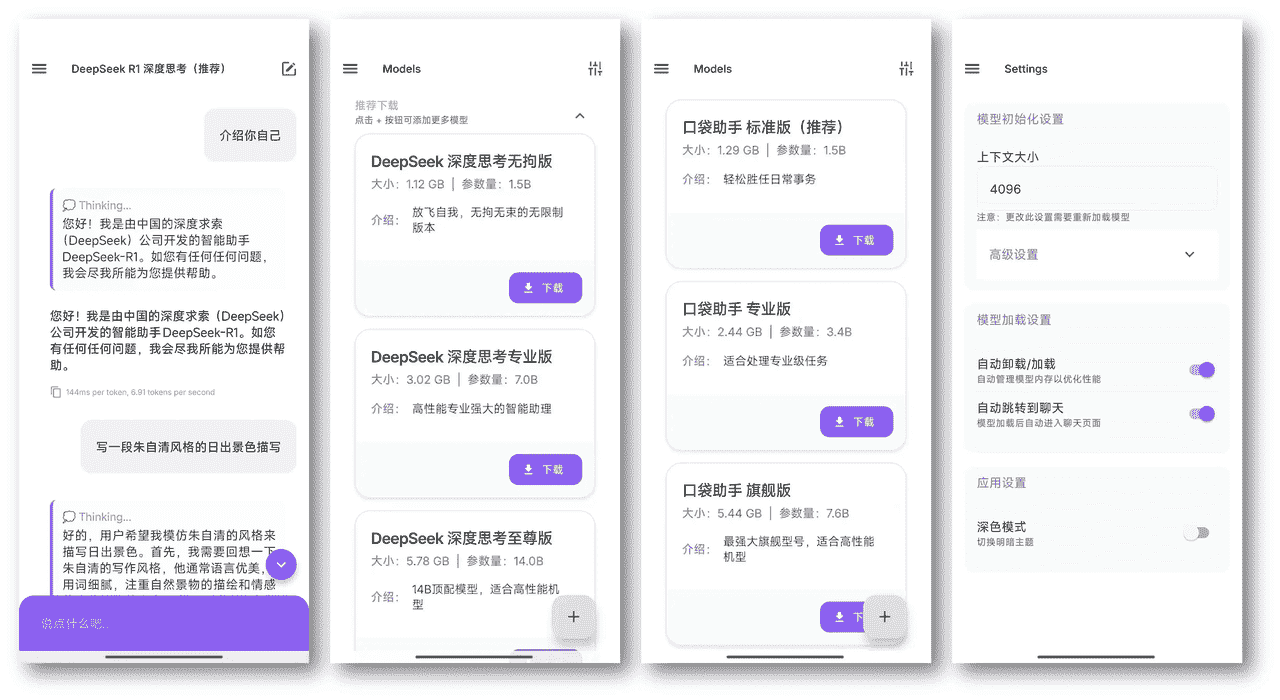 DeepSeek R1 深度思考（推荐）
介绍你自己
Thinking...
您好！我是由中国的深度求索
（DeepSeek）公司开发的智能助手
DeepSeek-R1。如您有任何任何问题，
我会尽我所能为您提供帮助。
您好！我是由中国的深度求索（DeepSeek）
公司开发的智能助手DeepSeek-R1。如您
有任何任何问题，我会尽我所能为您提供帮
助。
144ms per token, 6.91 tokens per second
写一段朱自清风格的日出景色描写
Thinking...
好的，用户希望我模仿朱自清的风格来
描写日出景色。首先，我需要回想一下
朱自清的写作风格，他通常语言优美，
用词细腻，注重自然景物的描绘和情感
说点什么吧..
Models
推荐下载
点击 + 按钮可添加更多模型
DeepSeek 深度思考无拘版
大小：1.12 GB | 参数量：1.5B
介绍： 放飞自我，无拘无束的无限制
版本
下载
DeepSeek 深度思考专业版
大小：3.02 GB | 参数量：7.0B
介绍： 高性能专业强大的智能助理
下载
DeepSeek 深度思考至尊版
大小：5.78 GB | 参数量：14.0B
介绍： 14B顶配模型，适合高性能机
型
Models
口袋助手 标准版（推荐）
大小：1.29 GB | 参数量：1.5B
介绍： 轻松胜任日常事务
下载
口袋助手 专业版
大小：2.44 GB | 参数量：3.4B
介绍： 适合处理专业级任务
下载
口袋助手 旗舰版
大小：5.44 GB | 参数量：7.6B
介绍： 最强大旗舰型号，适合高性能
机型
下
Settings
模型初始化设置
上下文大小
4096
注意：更改此设置需要重新加载模型
高级设置
模型加载设置
自动卸载/加载
自动管理模型内存以优化性能
自动跳转到聊天
模型加载后自动进入聊天页面
应用设置
深色模式
切换明暗主题